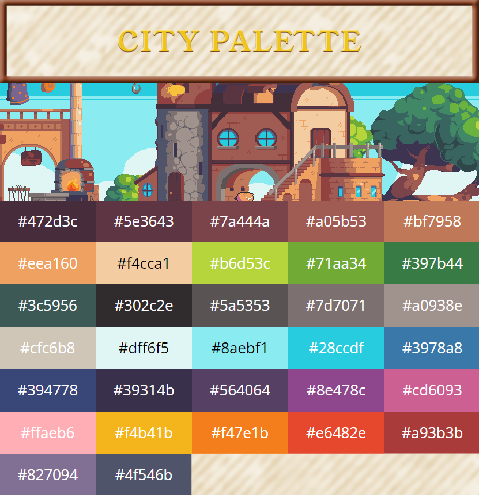 CITY PALETTE
#472d3c #5e3643 #7a444a #a05b53 #bf7958
#eea160 #f4cca1 #b6d53c #71aa34 #397b44
#3c5956 #302c2e #5a5353 #7d7071 #a0938e
#cfc6b8 #dff6f5 #8aebf1 #28ccdf #3978a8
#394778 #39314b #564064 #8e478c #cd6093
#ffaeb6 #f4b41b #f47e1b #e6482e #a93b3b
#827094 #4f546b